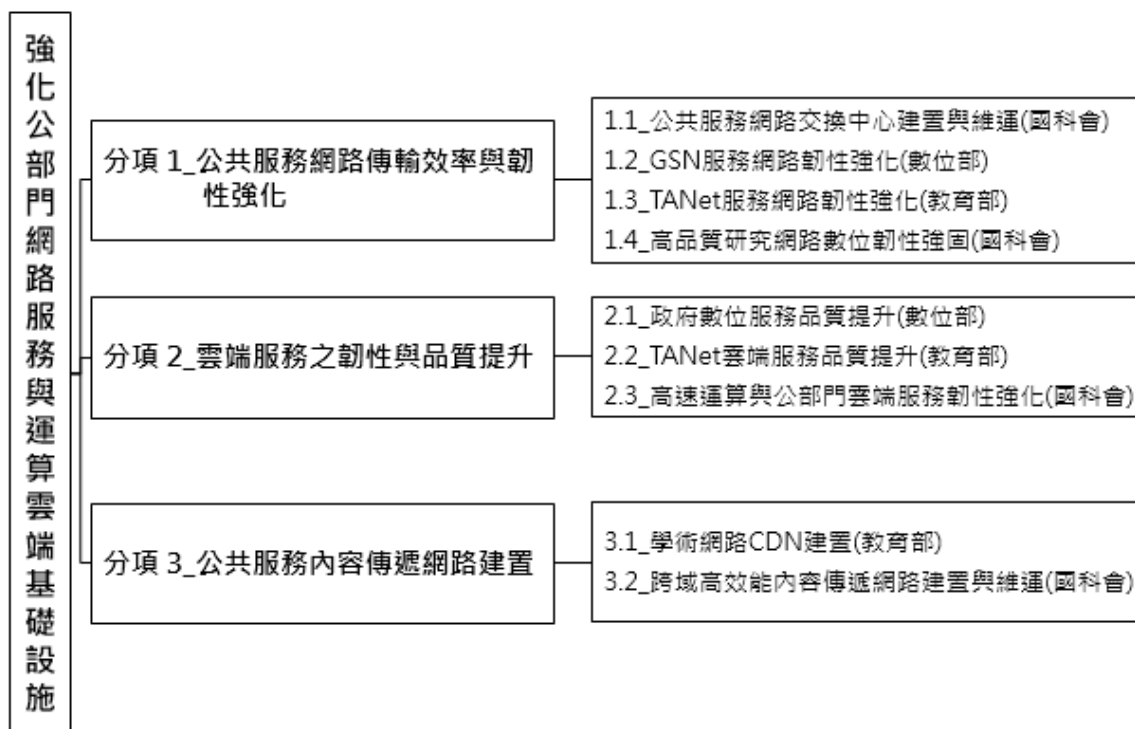 強化公部門網路服務與運算雲端基礎設施
分項 1_公共服務網路傳輸效率與韌
性強化
1.1_公共服務網路交換中心建置與維運(國科會)
1.2_GSN服務網路韌性強化(數位部)
1.3_TANet服務網路韌性強化(教育部)
1.4_高品質研究網路數位韌性強固(國科會)
分項 2_雲端服務之韌性與品質提升
2.1_政府數位服務品質提升(數位部)
2.2_TANet雲端服務品質提升(教育部)
2.3_高速運算與公部門雲端服務韌性強化(國科會)
分項 3_公共服務內容傳遞網路建置
3.1_學術網路CDN建置(教育部)
3.2_跨域高效能內容傳遞網路建置與維運(國科會)